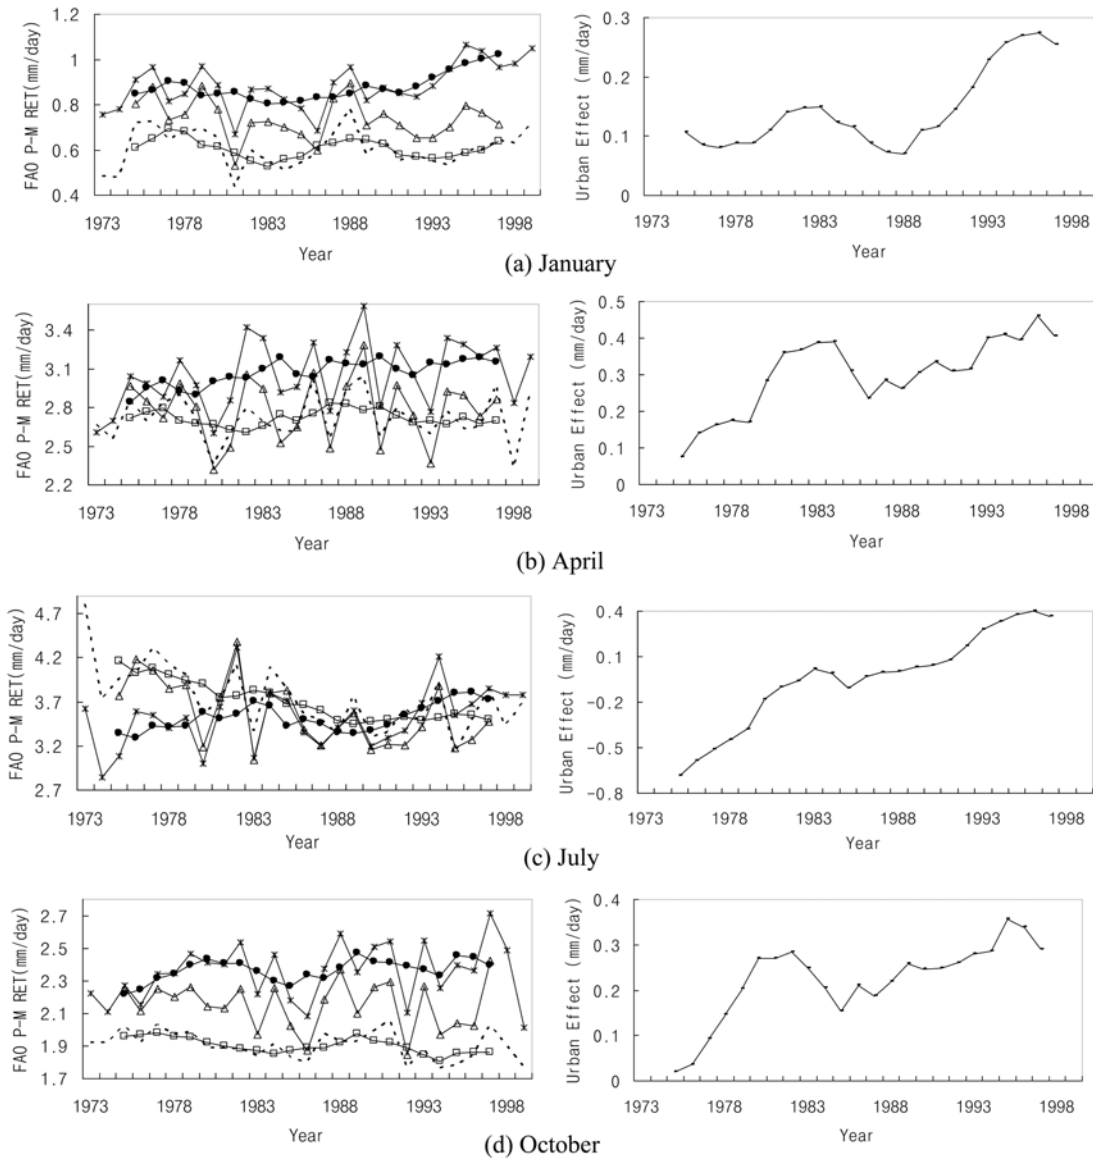 1.2
1
0.8
0.6
0.4
FAO P-M RET(mm/day)
1973 1978 1983 1988 1993 1998
Year
0.3
0.2
0.1
0
Urban Effect (mm/day)
1973 1978 1983 1988 1993 1998
Year
(a) January
3.4
3.1
2.8
2.5
2.2
FAO P-M RET(mm/day)
1973 1978 1983 1988 1993 1998
Year
0.5
0.4
0.3
0.2
0.1
0
Urban Effect (mm/day)
1973 1978 1983 1988 1993 1998
Year
(b) April
4.7
4.2
3.7
3.2
2.7
FAO P-M RET(mm/day)
1973 1978 1983 1988 1993 1998
Year
0.4
0.1
-0.2
-0.5
-0.8
Urban Effect (mm/day)
1973 1978 1983 1988 1993 1998
Year
(c) July
2.7
2.5
2.3
2.1
1.9
1.7
FAO P-M RET(mm/day)
1973 1978 1983 1988 1993 1998
Year
0.4
0.3
0.2
0.1
0
Urban Effect (mm/day)
1973 1978 1983 1988 1993 1998
Year
(d) October